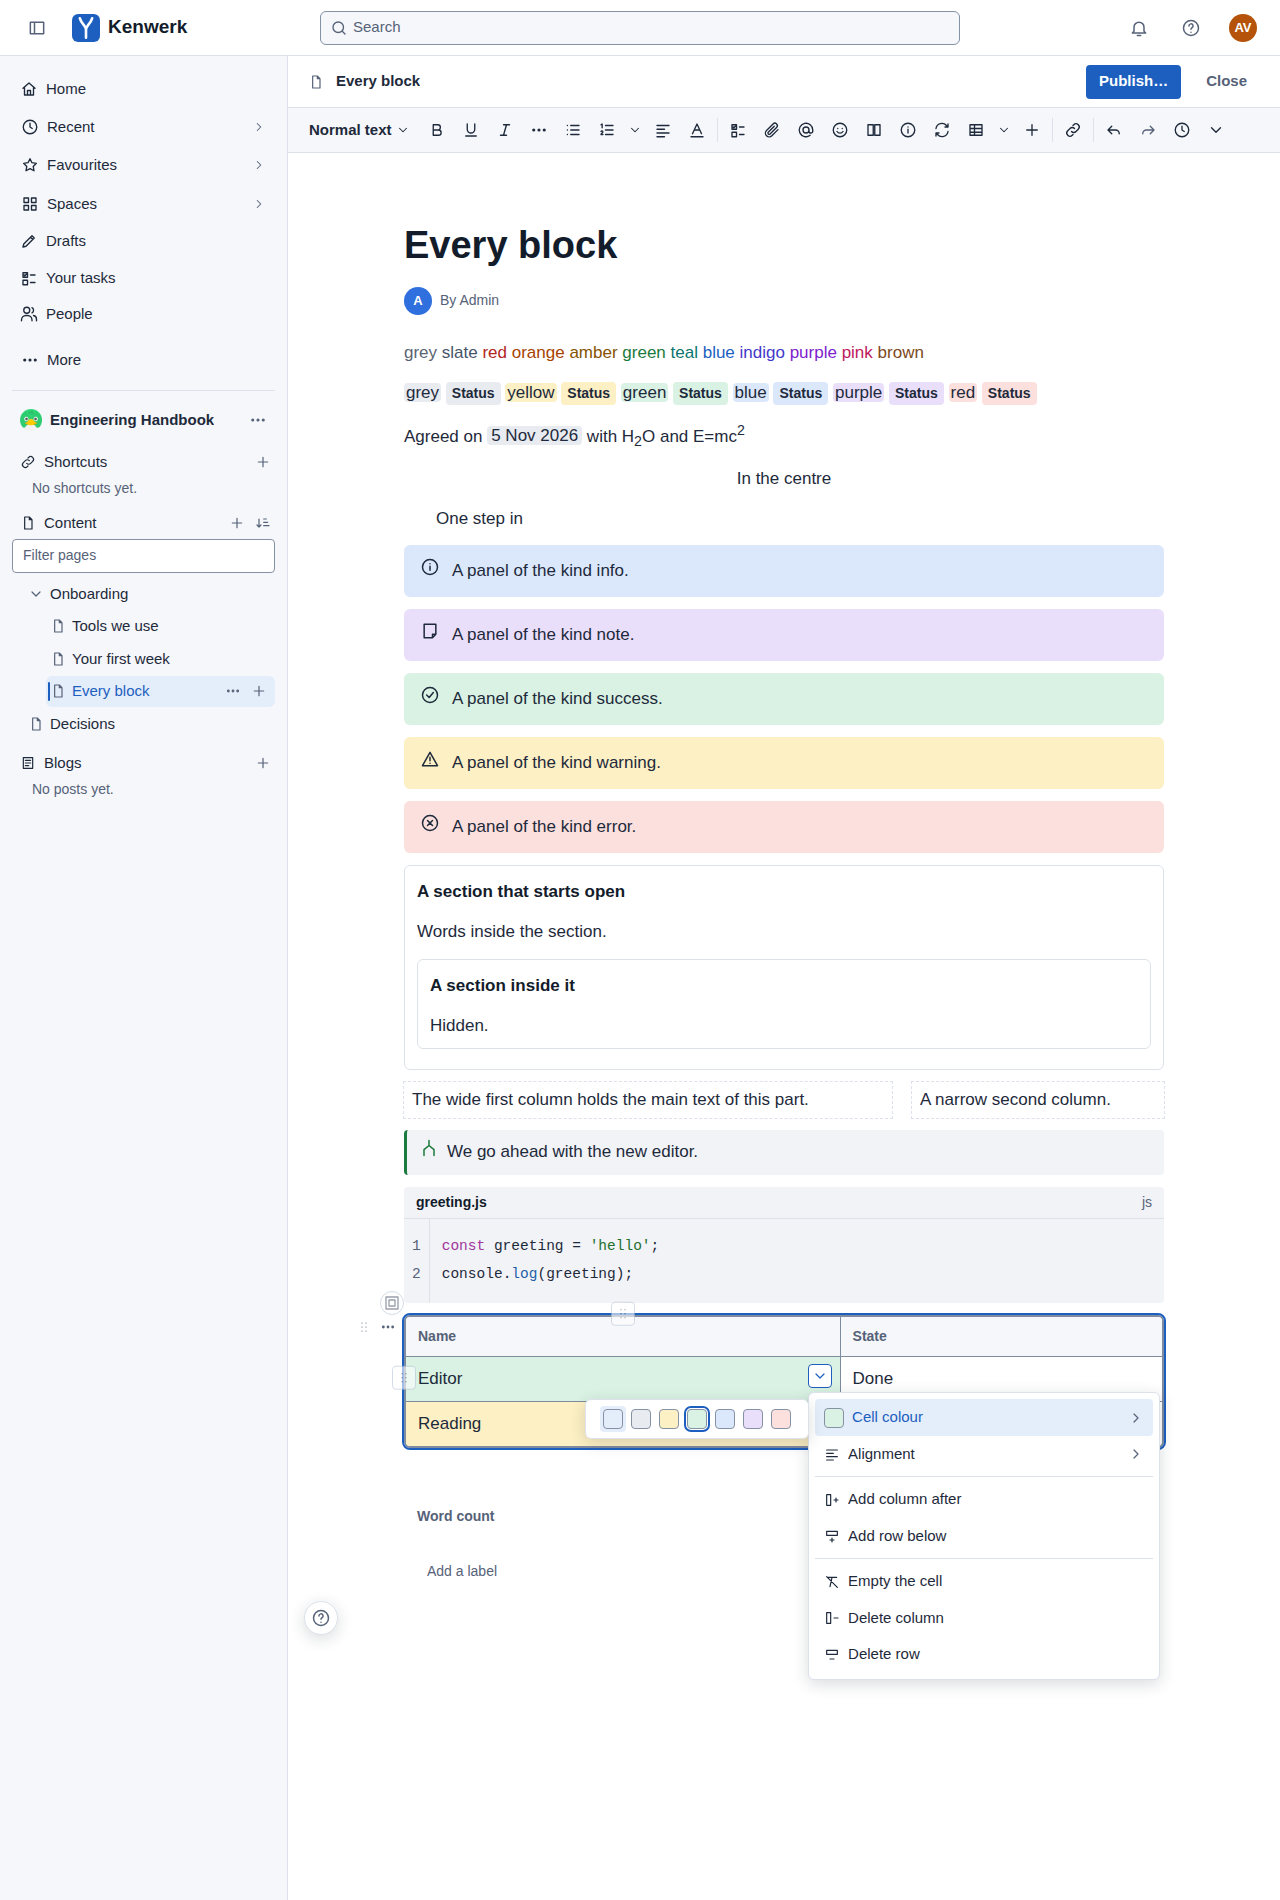 Kenwerk
Search
AV
Home
Recent
Favourites
Spaces
Drafts
Your tasks
People
More
Engineering Handbook
Shortcuts
No shortcuts yet.
Content
Filter pages
Onboarding
Tools we use
Your first week
Every block
Decisions
Blogs
No posts yet.
Every block
Publish…
Close
Normal text
Every block
A By Admin
grey slate red orange amber green teal blue indigo purple pink brown
grey Status yellow Status green Status blue Status purple Status red Status
Agreed on 5 Nov 2026 with H2O and E=mc2
In the centre
One step in
A panel of the kind info.
A panel of the kind note.
A panel of the kind success.
A panel of the kind warning.
A panel of the kind error.
A section that starts open
Words inside the section.
A section inside it
Hidden.
The wide first column holds the main text of this part.
A narrow second column.
We go ahead with the new editor.
greeting.js
js
1 const greeting = 'hello';
2 console.log(greeting);
Name State
Editor Done
Reading
Cell colour
Alignment
Add column after
Add row below
Empty the cell
Delete column
Delete row
Word count
Add a label